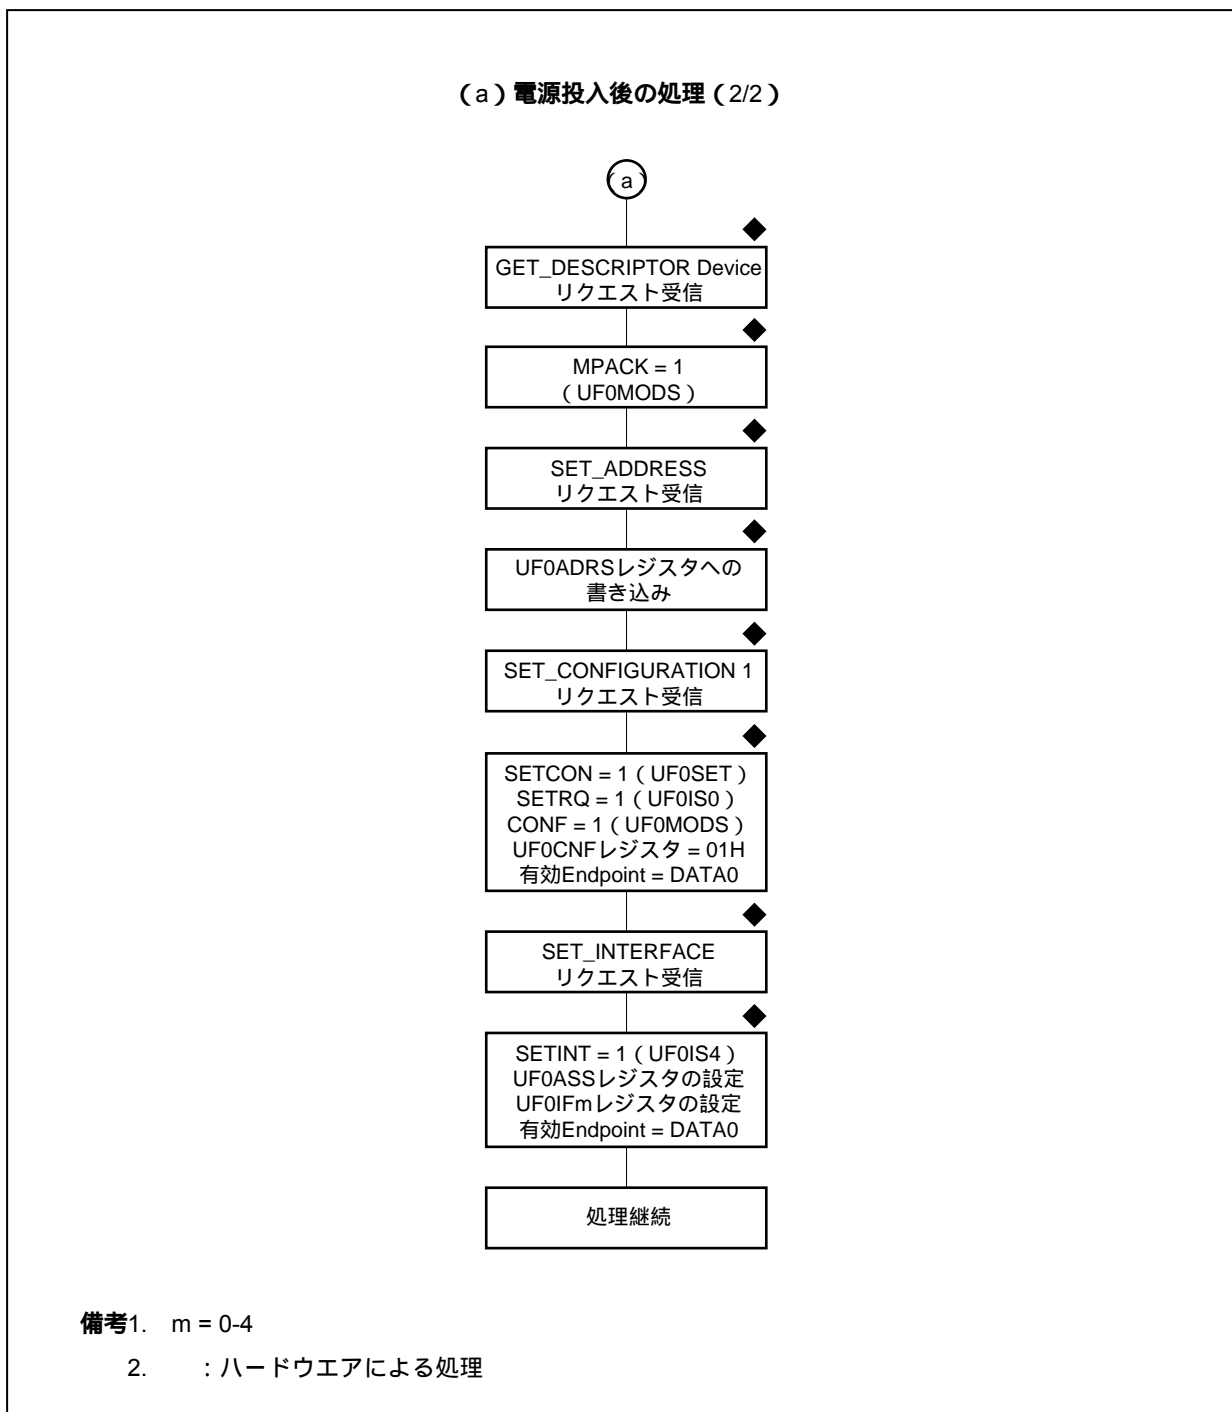 （a）電源投入後の処理（2/2）
a
GET_DESCRIPTOR Device
リクエスト受信
MPACK = 1
（UF0MODS）
SET_ADDRESS
リクエスト受信
UF0ADRSレジスタへの
書き込み
SET_CONFIGURATION 1
リクエスト受信
SETCON = 1（UF0SET）
SETRQ = 1（UF0IS0）
CONF = 1（UF0MODS）
UF0CNFレジスタ = 01H
有効Endpoint = DATA0
SET_INTERFACE
リクエスト受信
SETINT = 1（UF0IS4）
UF0ASSレジスタの設定
UF0IFmレジスタの設定
有効Endpoint = DATA0
処理継続
備考1. m = 0-4
2. ：ハードウエアによる処理